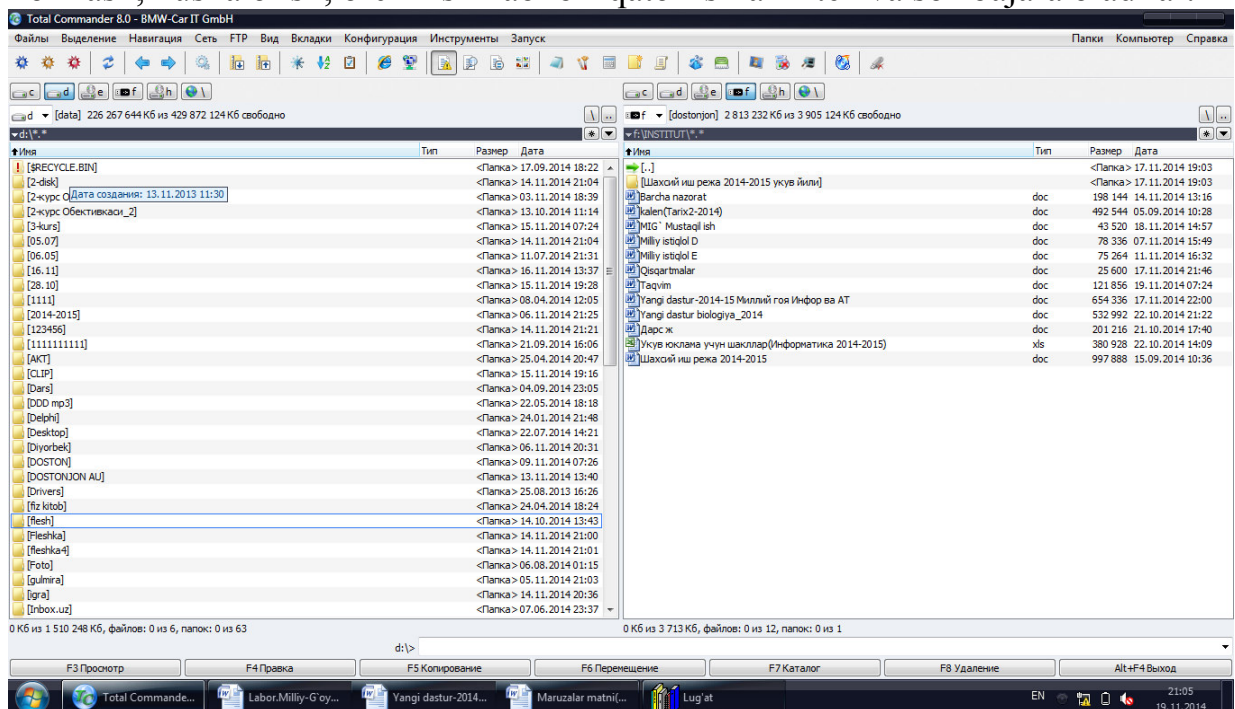 Total Commander 8.0 - BMW-Car IT GmbH
Файлы Выделение Навигация Сеть FTP Вид Вкладки Конфигурация Инструменты Запуск Папки Компьютер Справка
c d e f h \ c d e f h \
d [data] 226 267 644 Кб из 429 872 124 Кб свободно \ .. f [dostonjon] 2 813 232 Кб из 3 905 124 Кб свободно \ ..
d:\*.* * f:\INSTITUT\*.* *
Имя Тип Размер Дата Имя Тип Размер Дата
[$RECYCLE.BIN] <Папка> 17.09.2014 18:22 [..] <Папка> 17.11.2014 19:03
[2-disk] <Папка> 14.11.2014 21:04 [Шахсий иш режа 2014-2015 укув йили] <Папка> 17.11.2014 19:03
[2-курс О Дата создания: 13.11.2013 11:30 <Папка> 03.11.2014 18:39 Barcha nazorat doc 198 144 14.11.2014 13:16
[2-курс Обективкаси_2] <Папка> 13.10.2014 11:14 kalen(Tarix2-2014) doc 492 544 05.09.2014 10:28
[3-kurs] <Папка> 15.11.2014 07:24 MIG` Mustaqil ish doc 43 520 18.11.2014 14:57
[05.07] <Папка> 14.11.2014 21:04 Milliy istiqlol D doc 78 336 07.11.2014 15:49
[06.05] <Папка> 11.07.2014 21:31 Milliy istiqlol E doc 75 264 11.11.2014 16:32
[16.11] <Папка> 16.11.2014 13:37 Qisqartmalar doc 25 600 17.11.2014 21:46
[28.10] <Папка> 15.11.2014 19:28 Taqvim doc 121 856 19.11.2014 07:24
[1111] <Папка> 08.04.2014 12:05 Yangi dastur-2014-15 Миллий гоя Инфор ва АТ doc 654 336 17.11.2014 22:00
[2014-2015] <Папка> 06.11.2014 21:25 Yangi dastur biologiya_2014 doc 532 992 22.10.2014 21:22
[123456] <Папка> 14.11.2014 21:21 Дарс ж doc 201 216 21.10.2014 17:40
[1111111111] <Папка> 21.09.2014 16:06 Укув юклама учун шакллар(Информатика 2014-2015) xls 380 928 22.10.2014 14:09
[AKT] <Папка> 25.04.2014 20:47 Шахсий иш режа 2014-2015 doc 997 888 15.09.2014 10:36
[CLIP] <Папка> 15.11.2014 19:16
[Dars] <Папка> 04.09.2014 23:05
[DDD mp3] <Папка> 22.05.2014 18:18
[Delphi] <Папка> 24.01.2014 21:48
[Desktop] <Папка> 22.07.2014 14:21
[Diyorbek] <Папка> 06.11.2014 20:31
[DOSTON] <Папка> 09.11.2014 07:26
[DOSTONJON AU] <Папка> 13.11.2014 13:40
[Drivers] <Папка> 25.08.2013 16:26
[fiz kitob] <Папка> 24.04.2014 18:24
[flesh] <Папка> 14.10.2014 13:43
[Fleshka] <Папка> 14.11.2014 21:00
[fleshka4] <Папка> 14.11.2014 21:01
[Foto] <Папка> 06.08.2014 01:15
[gulmira] <Папка> 05.11.2014 21:03
[igra] <Папка> 14.11.2014 20:36
[Inbox.uz] <Папка> 07.06.2014 23:37
0 Кб из 1 510 248 Кб, файлов: 0 из 6, папок: 0 из 63 0 Кб из 3 713 Кб, файлов: 0 из 12, папок: 0 из 1
d:\>
F3 Просмотр F4 Правка F5 Копирование F6 Перемещение F7 Каталог F8 Удаление Alt+F4 Выход
Total Commande... Labor.Milliy-G`oy... Yangi dastur-2014... Maruzalar matni(... Lug'at EN 21:05
19.11.2014